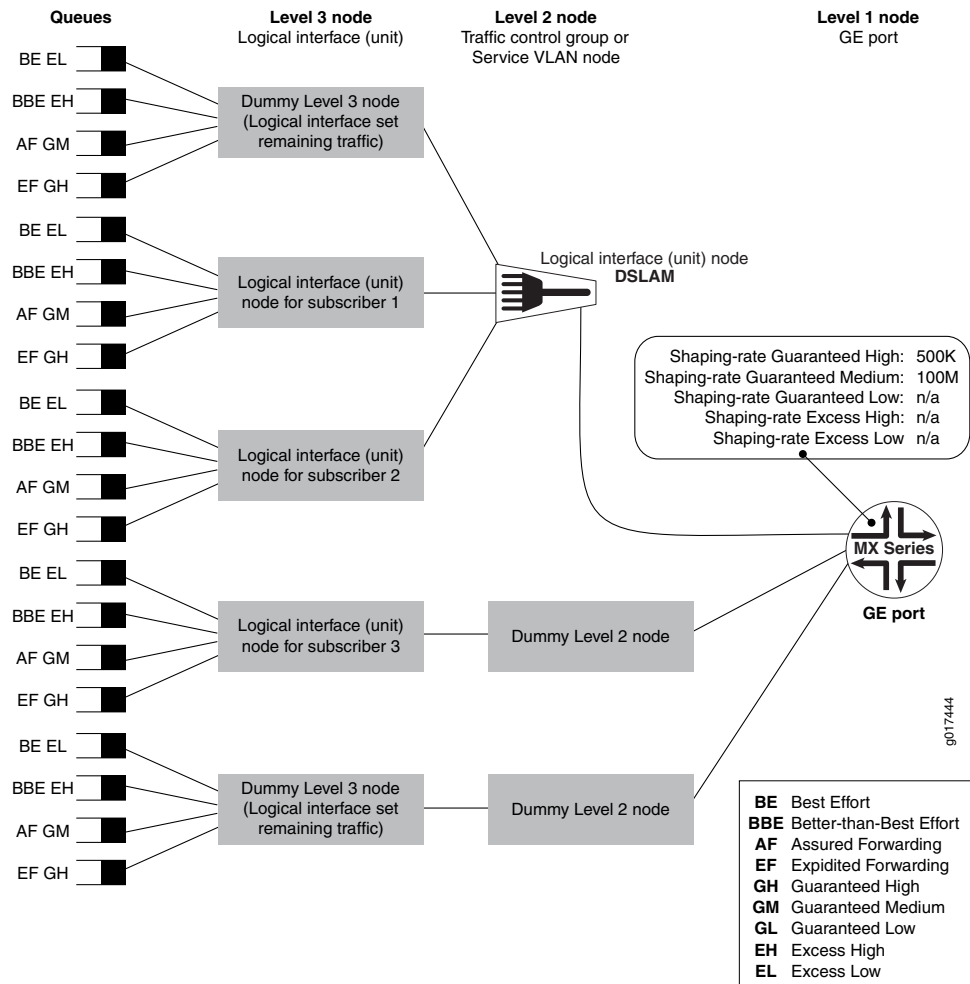 Queues
Level 3 node
Logical interface (unit)
Level 2 node
Traffic control group or
Service VLAN node
Level 1 node
GE port
BE EL
BBE EH
AF GM
EF GH
Dummy Level 3 node
(Logical interface set
remaining traffic)
BE EL
BBE EH
AF GM
EF GH
Logical interface (unit)
node for subscriber 1
Logical interface (unit) node
DSLAM
BE EL
BBE EH
AF GM
EF GH
Logical interface (unit)
node for subscriber 2
Shaping-rate Guaranteed High: 500K
Shaping-rate Guaranteed Medium: 100M
Shaping-rate Guaranteed Low: n/a
Shaping-rate Excess High: n/a
Shaping-rate Excess Low n/a
MX Series
GE port
BE EL
BBE EH
AF GM
EF GH
Logical interface (unit)
node for subscriber 3
Dummy Level 2 node
BE EL
BBE EH
AF GM
EF GH
Dummy Level 3 node
(Logical interface set
remaining traffic)
Dummy Level 2 node
g017444
BE Best Effort
BBE Better-than-Best Effort
AF Assured Forwarding
EF Expidited Forwarding
GH Guaranteed High
GM Guaranteed Medium
GL Guaranteed Low
EH Excess High
EL Excess Low